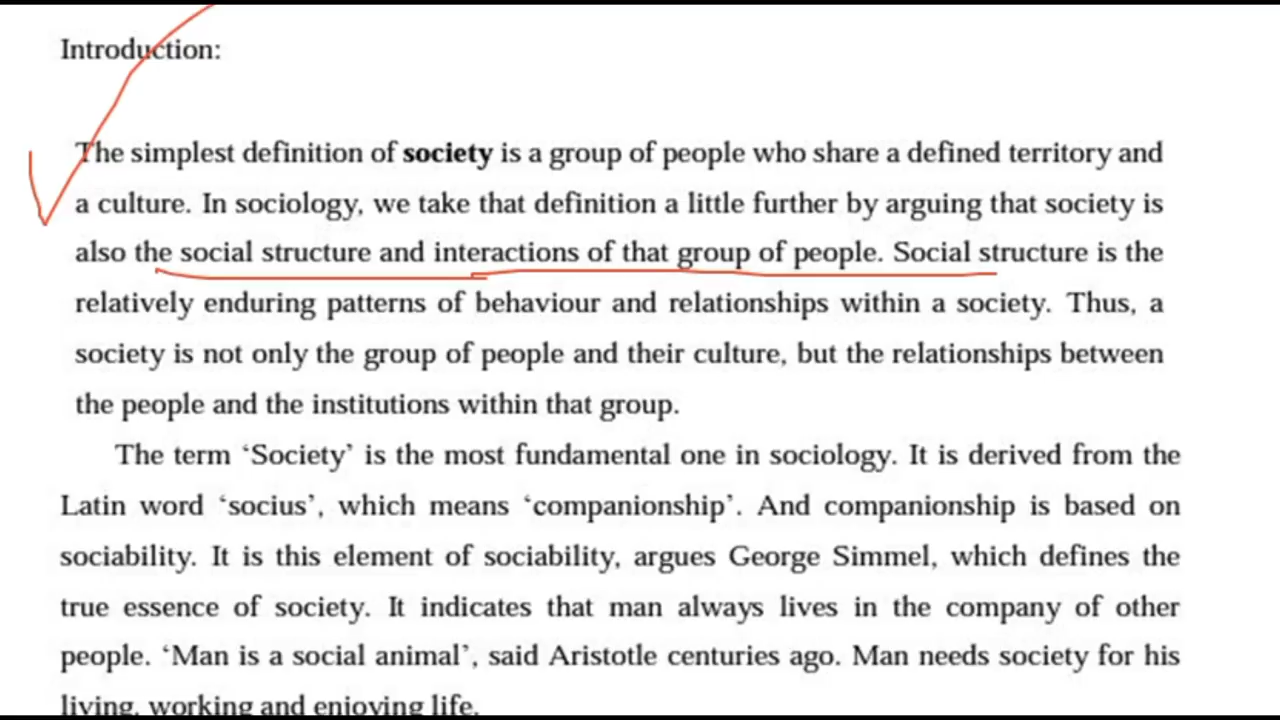 Introduction:
The simplest definition of society is a group of people who share a defined territory and
a culture. In sociology, we take that definition a little further by arguing that society is
also the social structure and interactions of that group of people. Social structure is the
relatively enduring patterns of behaviour and relationships within a society. Thus, a
society is not only the group of people and their culture, but the relationships between
the people and the institutions within that group.
The term ‘Society’ is the most fundamental one in sociology. It is derived from the
Latin word ‘socius’, which means ‘companionship’. And companionship is based on
sociability. It is this element of sociability, argues George Simmel, which defines the
true essence of society. It indicates that man always lives in the company of other
people. ‘Man is a social animal’, said Aristotle centuries ago. Man needs society for his
living, working and enjoying life.